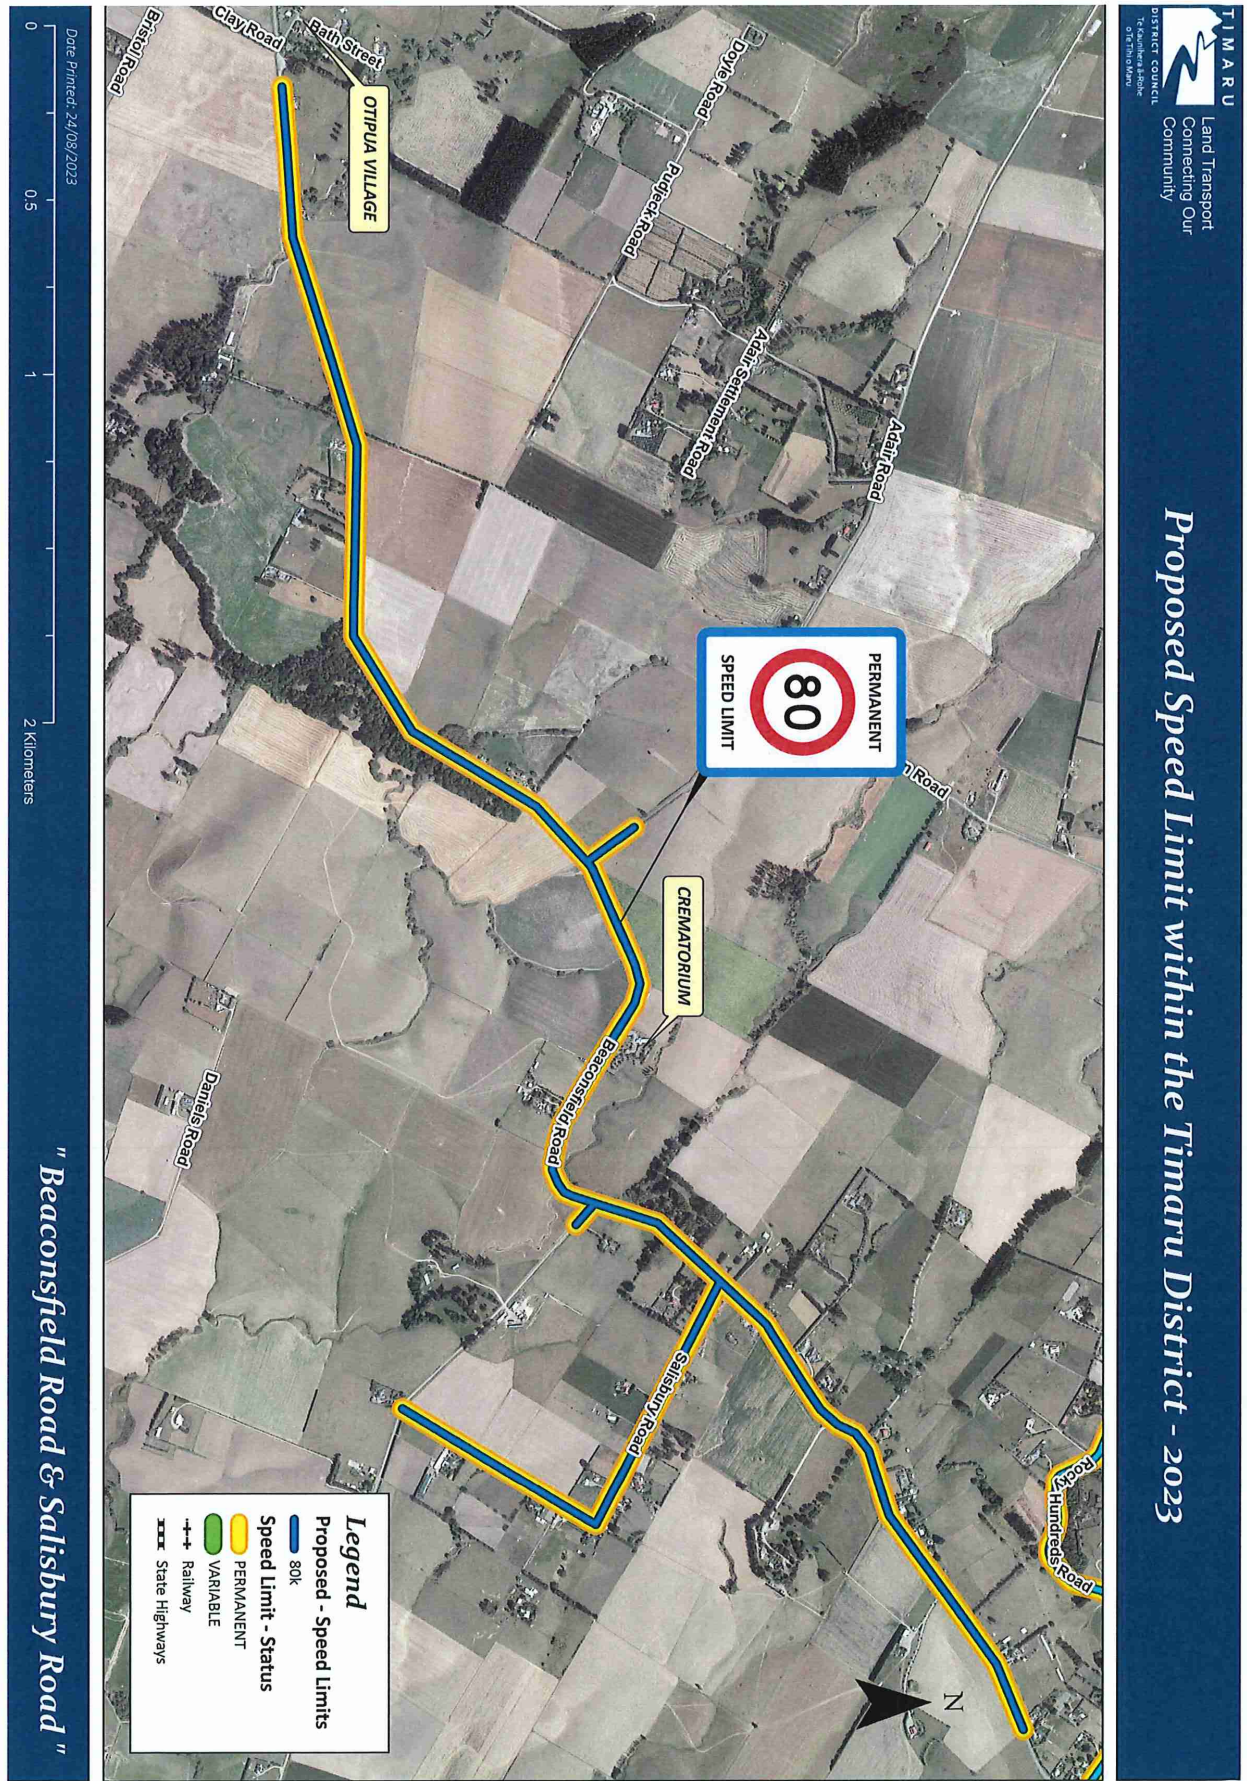 TIMARU
DISTRICT COUNCIL
Te Kaunihera ā-Rohe
o Te Tihi o Maru
Land Transport
Connecting Our
Community
Proposed Speed Limit within the Timaru District - 2023
Bristol Road
Clay Road
Bath Street
OTIPUA VILLAGE
Doyle Road
Pudjack Road
Adair Settlement Road
Adair Road
PERMANENT
80
SPEED LIMIT
n Road
CREMATORIUM
Beaconsfield Road
Daniels Road
Salisbury Road
Rocky Hundreds Road
N
Legend
Proposed - Speed Limits
80k
Speed Limit - Status
PERMANENT
VARIABLE
Railway
State Highways
Date Printed: 24/08/2023
0 0.5 1 2 Kilometers
"Beaconsfield Road & Salisbury Road"